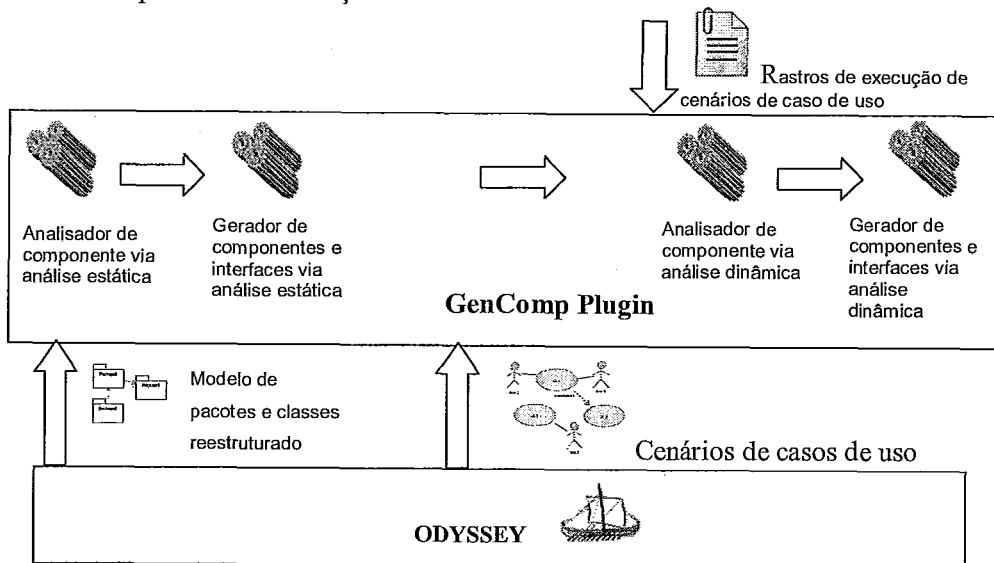 Rastros de execução de
cenários de caso de uso
Analisador de
componente via
análise estática
Gerador de
componentes e
interfaces via
análise estática
Analisador de
componente via
análise dinâmica
Gerador de
componentes e
interfaces via
análise
dinâmica
GenComp Plugin
Modelo de
pacotes e classes
reestruturado
Cenários de casos de uso
ODYSSEY